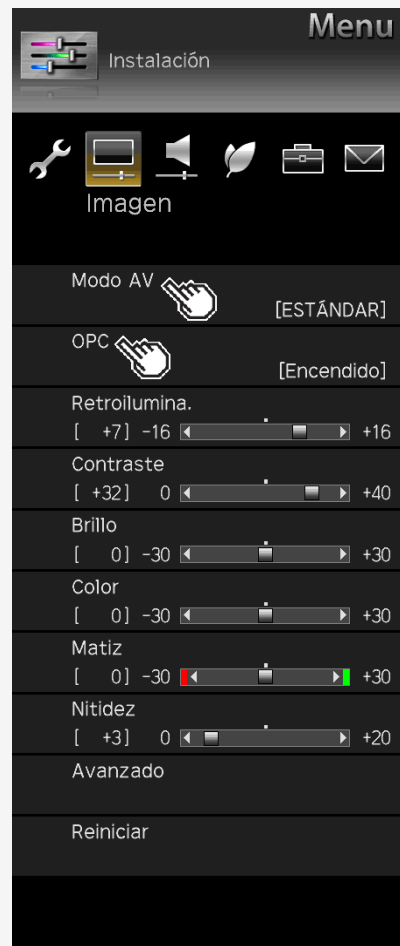 Menu
Instalación
Imagen
Modo AV
[ESTÁNDAR]
OPC
[Encendido]
Retroilumina.
[ +7] -16 +16
Contraste
[ +32] 0 +40
Brillo
[ 0] -30 +30
Color
[ 0] -30 +30
Matiz
[ 0] -30 +30
Nitidez
[ +3] 0 +20
Avanzado
Reiniciar